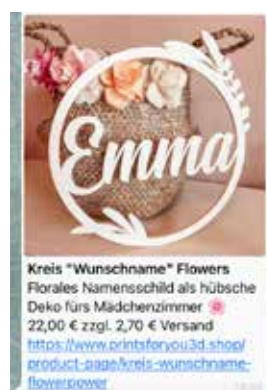 Emma
Kreis "Wunschname" Flowers
Florales Namensschild als hübsche
Deko fürs Mädchenzimmer 🌸
22,00 € zzgl. 2,70 € Versand
https://www.printsforyou3d.shop/
product-page/kreis-wunschname-
flowerpower